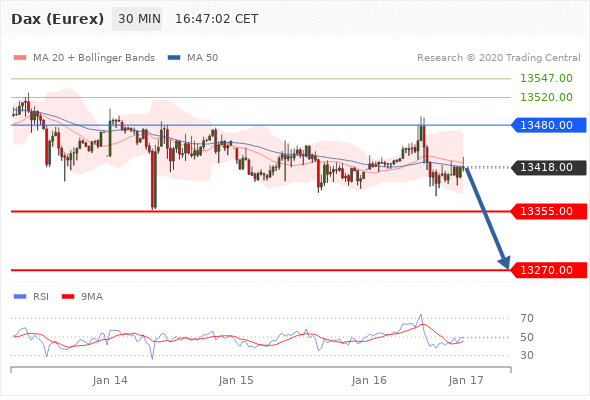 Dax (Eurex) 30 MIN 16:47:02 CET
MA 20 + Bollinger Bands MA 50 Research © 2020 Trading Central
13547.00
13520.00
13480.00
13418.00
13355.00
13270.00
RSI 9MA
70
50
30
Jan 14 Jan 15 Jan 16 Jan 17